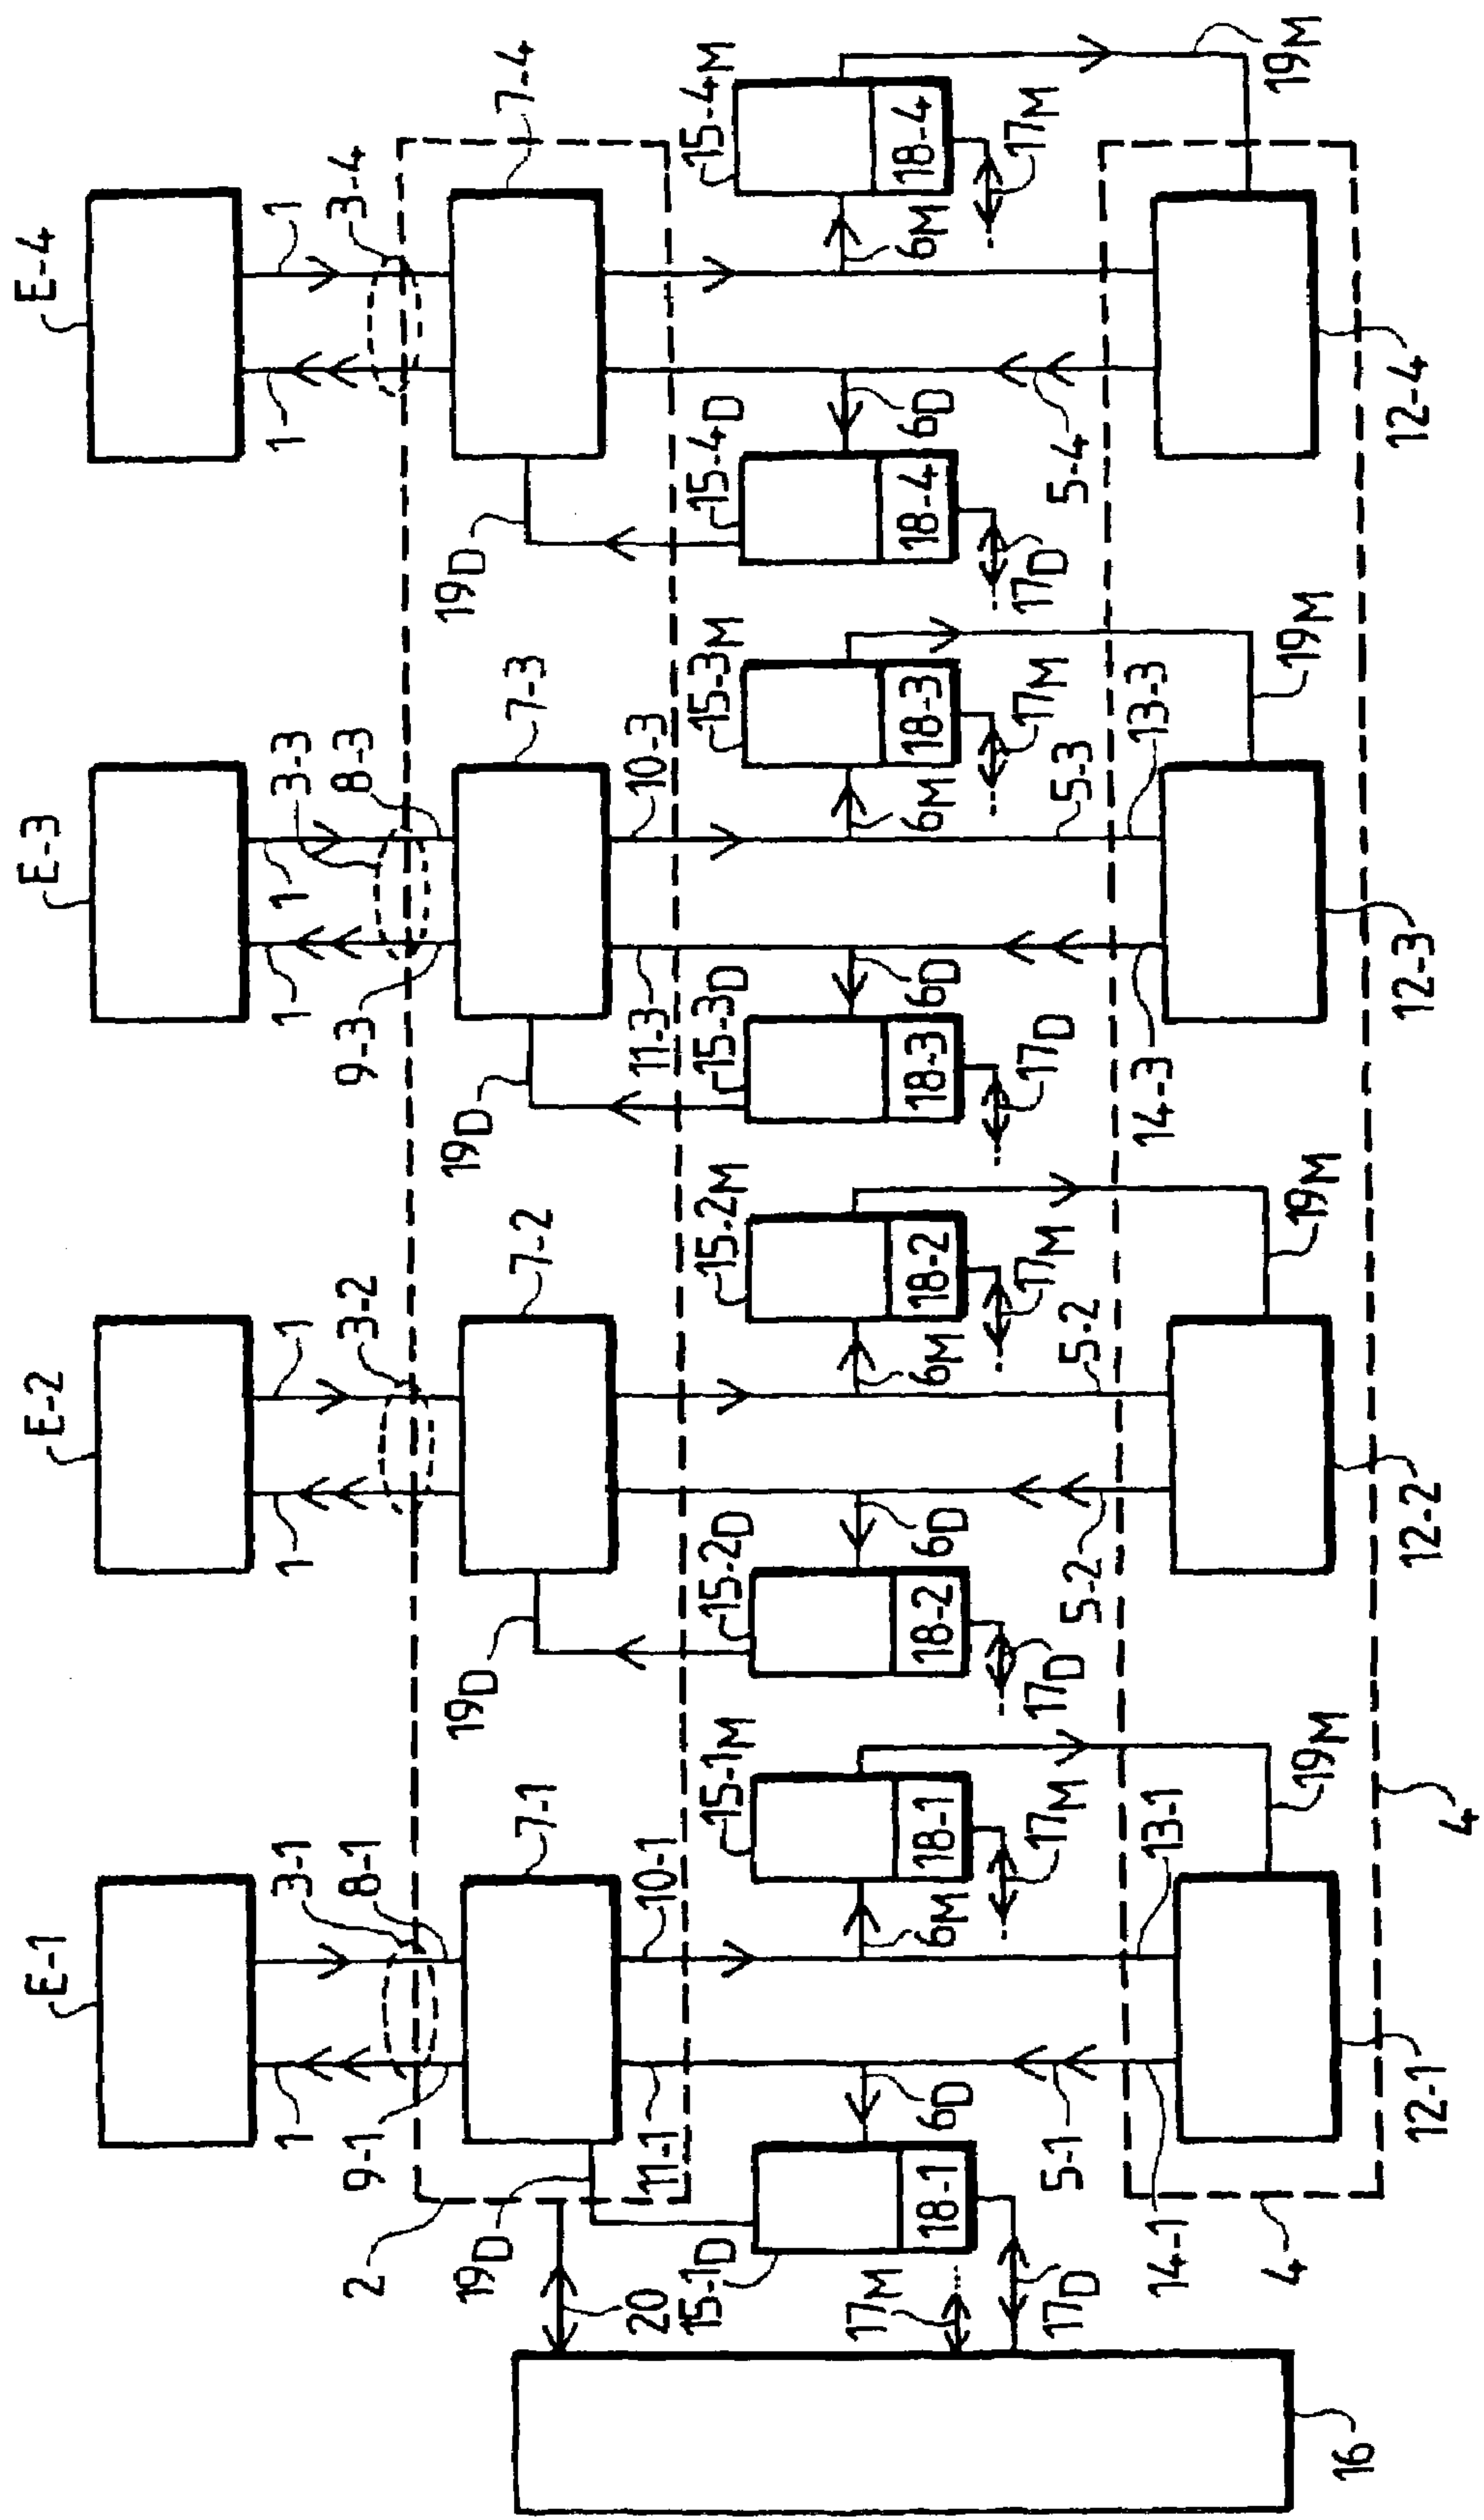 E-1 E-2 E-3 E-4
1 3-1 1 1 1 1 3-3 1 1
2 9-1 8-1 3-2 9-3 8-3 3-4
19D 19D 19D 19D
7-1 7-2 7-3 7-4
20 11-1 10-1 11-3 10-3
15-1D 15-1M 15-2D 15-2M 15-3D 15-3M 15-4D 15-4M
17M
18-1 6D 6M 18-1 18-2 6D 6M 18-2 18-3 6D 6M 18-3 18-4 6D 6M 18-4
17D 17M 17D 17M 17D 17M 17D 17M
5-1 5-2 5-2 5-3 5-4
14-1 13-1 14-3 13-3
4 19M 19M 19M 19M
16 12-1 12-2 12-3 12-4
4